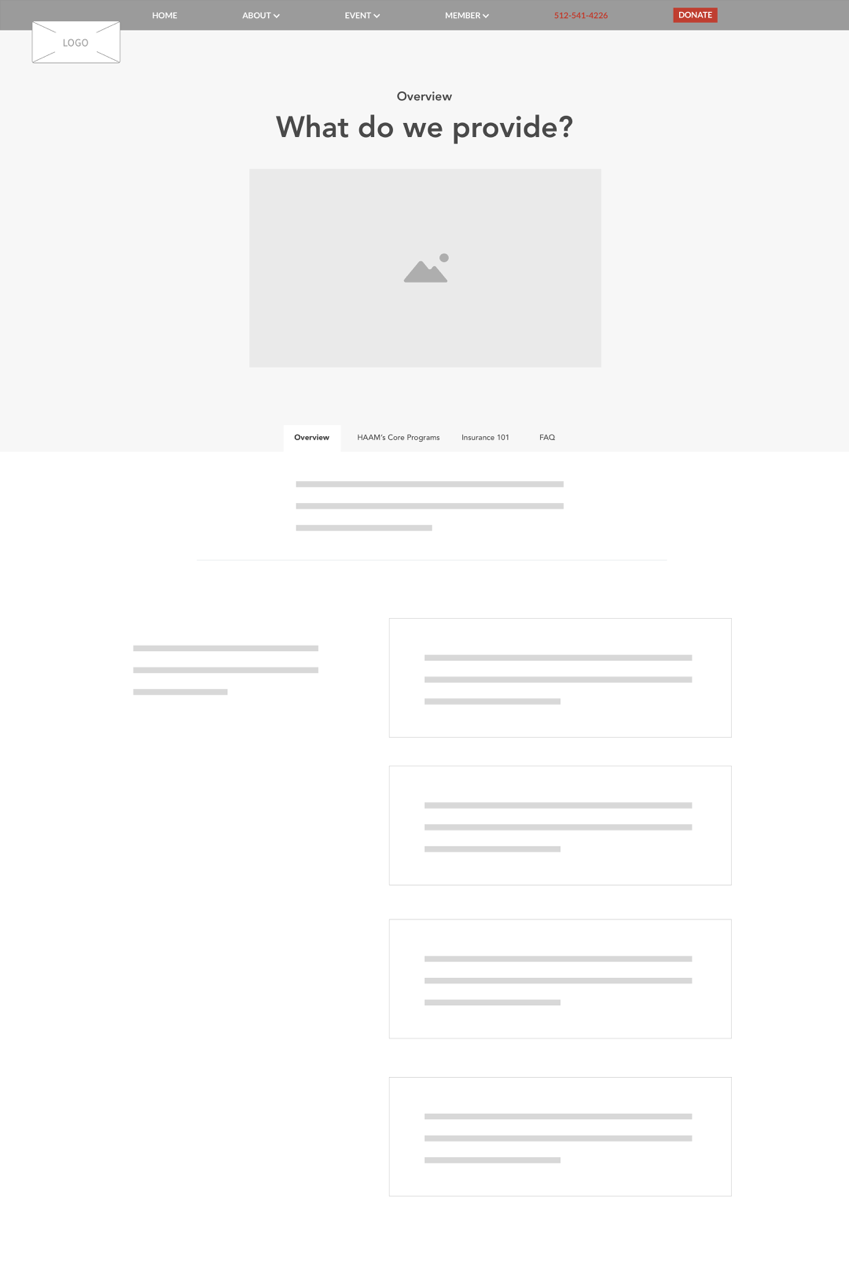 HOME ABOUT EVENT MEMBER 512-541-4226 DONATE
LOGO
Overview
What do we provide?
Overview HAAM's Core Programs Insurance 101 FAQ